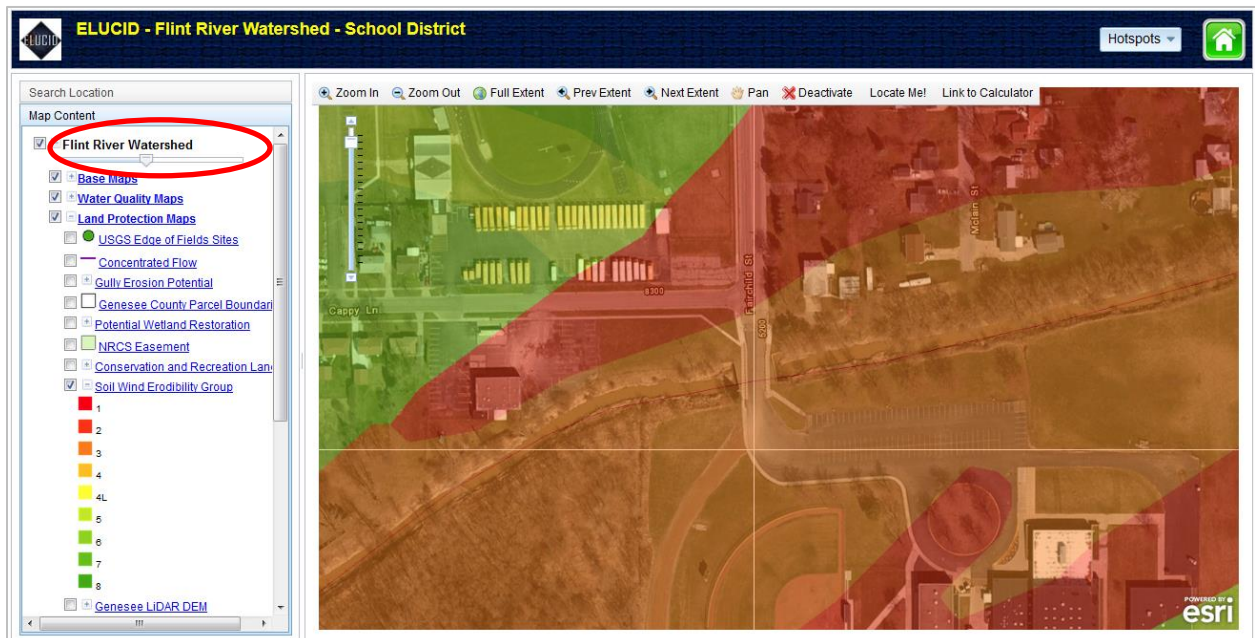 ELUCID
ELUCID - Flint River Watershed - School District
Hotspots
Search Location
Map Content
Flint River Watershed
Base Maps
Water Quality Maps
Land Protection Maps
USGS Edge of Fields Sites
Concentrated Flow
Gully Erosion Potential
Genesee County Parcel Boundari
Potential Wetland Restoration
NRCS Easement
Conservation and Recreation Lan
Soil Wind Erodibility Group
1
2
3
4
4L
5
6
7
8
Genesee LiDAR DEM
Zoom In Zoom Out Full Extent Prev Extent Next Extent Pan Deactivate Locate Me! Link to Calculator
Mclain St
Fairchild St
8300
Cappy Ln
POWERED BY
esri